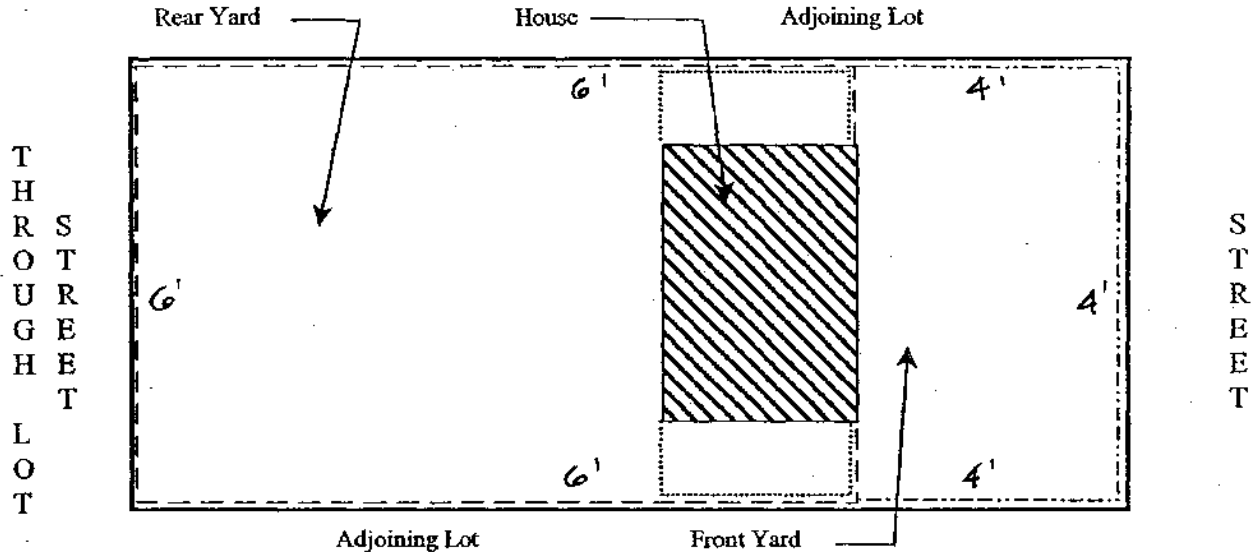 Rear Yard
House
Adjoining Lot
6'
4'
THROUGH LOT
STREET
6'
4'
STREET
6'
4'
Adjoining Lot
Front Yard